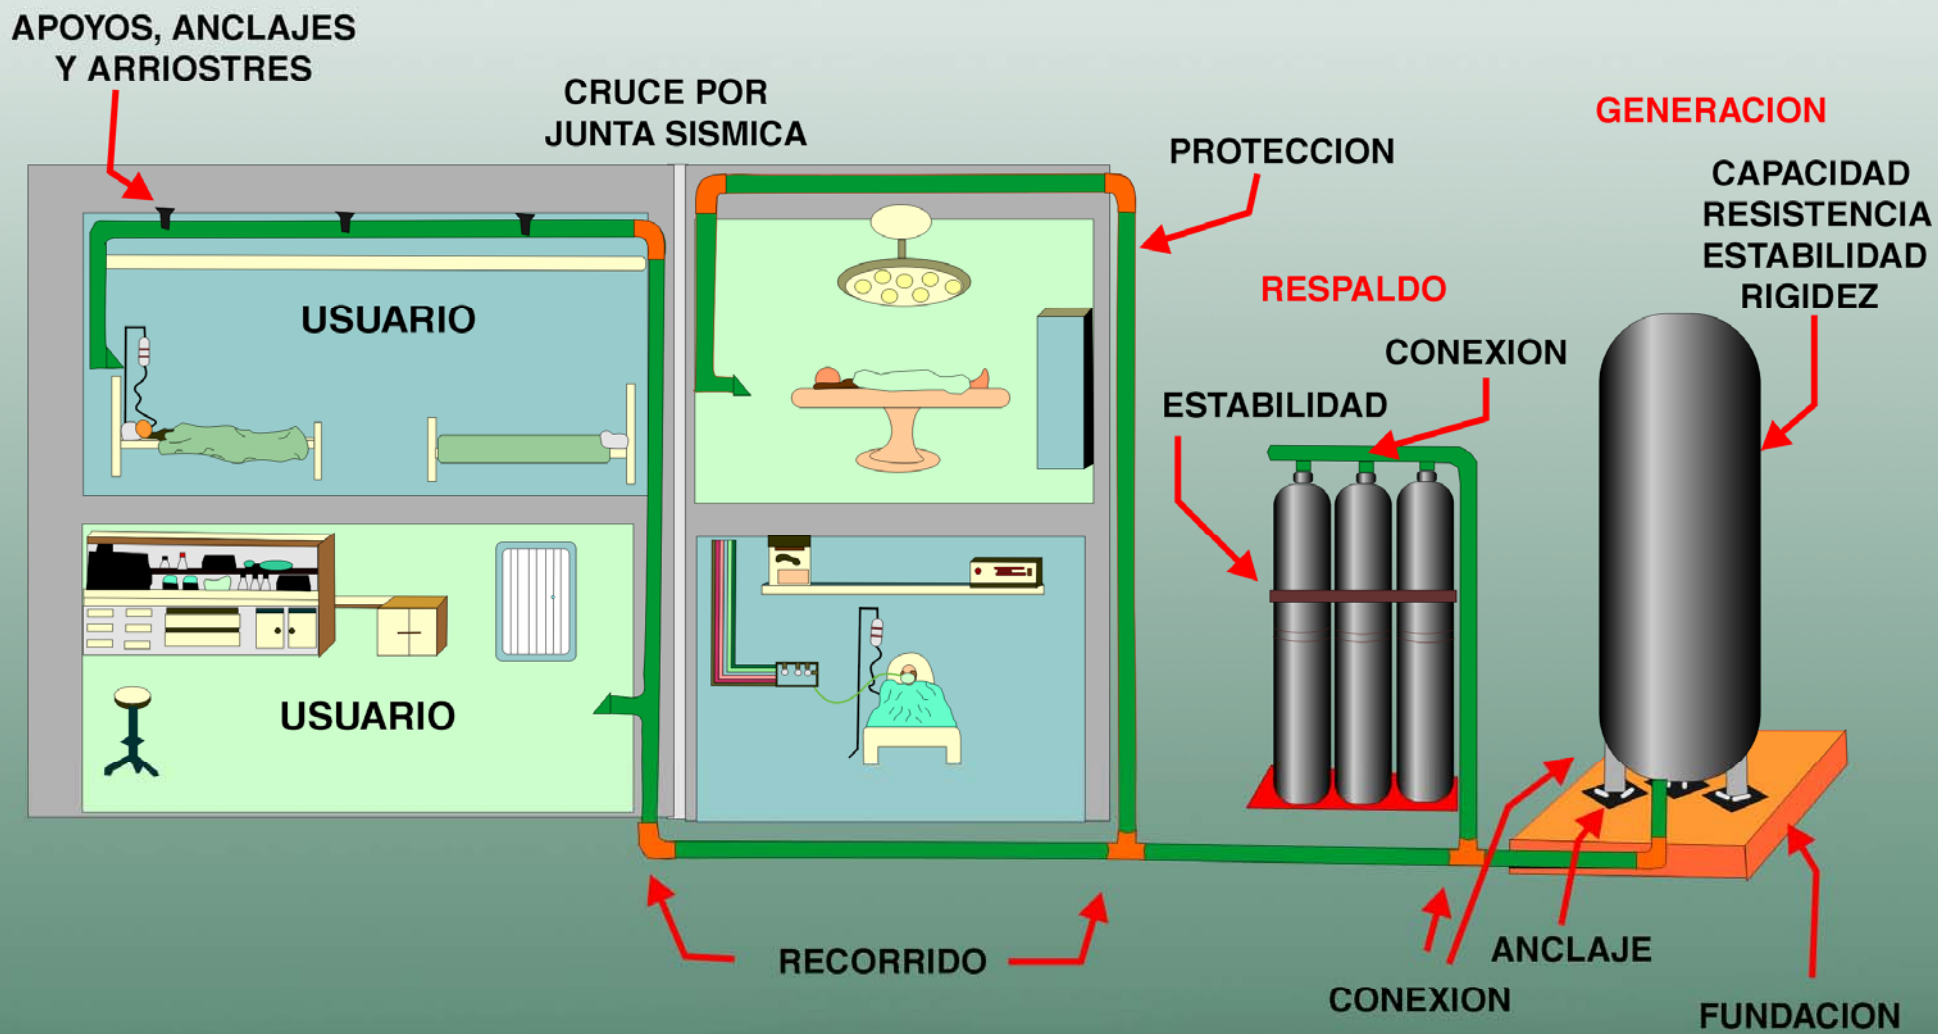 APOYOS, ANCLAJES
Y ARRIOSTRES
CRUCE POR
JUNTA SISMICA
PROTECCION
GENERACION
CAPACIDAD
RESISTENCIA
ESTABILIDAD
RIGIDEZ
RESPALDO
CONEXION
ESTABILIDAD
USUARIO
USUARIO
RECORRIDO
ANCLAJE
CONEXION
FUNDACION